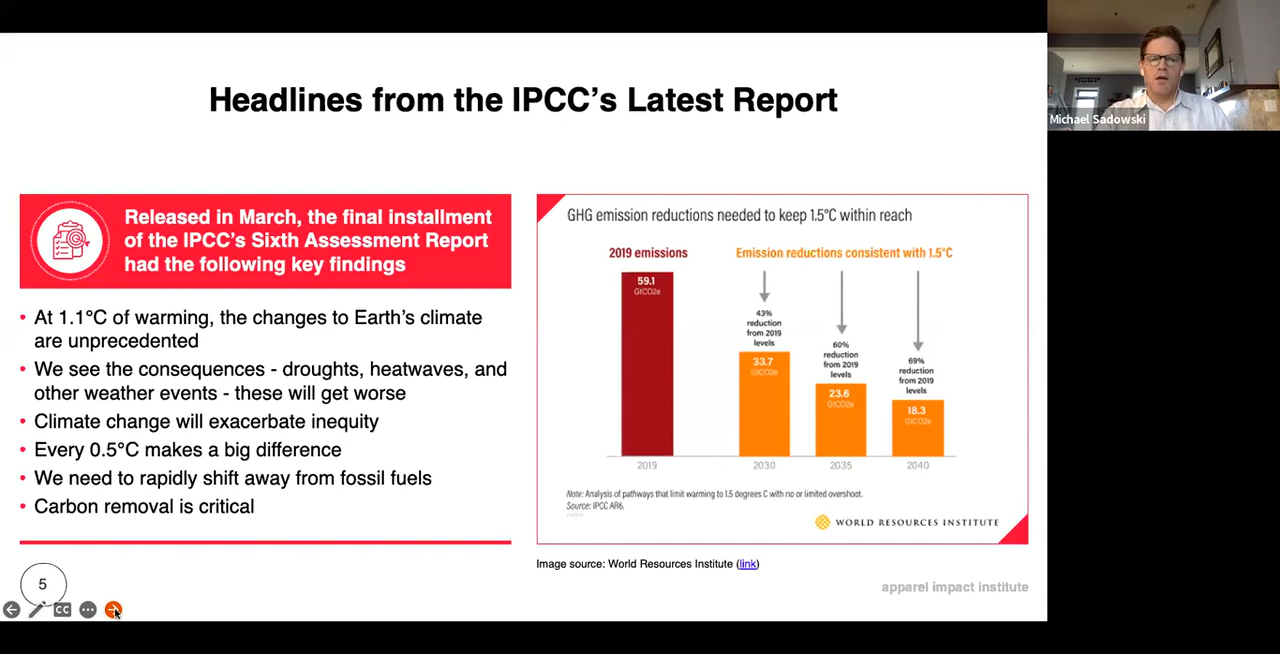 Headlines from the IPCC's Latest Report
Michael Sadowski
Released in March, the final installment
of the IPCC's Sixth Assessment Report
had the following key findings
• At 1.1°C of warming, the changes to Earth's climate
are unprecedented
• We see the consequences - droughts, heatwaves, and
other weather events - these will get worse
• Climate change will exacerbate inequity
• Every 0.5°C makes a big difference
• We need to rapidly shift away from fossil fuels
• Carbon removal is critical
GHG emission reductions needed to keep 1.5°C within reach
2019 emissions
Emission reductions consistent with 1.5°C
59.1
GtCO2e
43%
reduction
from 2019
levels
33.7
GtCO2e
60%
reduction
from 2019
levels
23.6
GtCO2e
69%
reduction
from 2019
levels
18.3
GtCO2e
2019
2030
2035
2040
Note: Analysis of pathways that limit warming to 1.5 degrees C with no or limited overshoot.
Source: IPCC AR6.
WORLD RESOURCES INSTITUTE
Image source: World Resources Institute (link)
5
apparel impact institute
CC